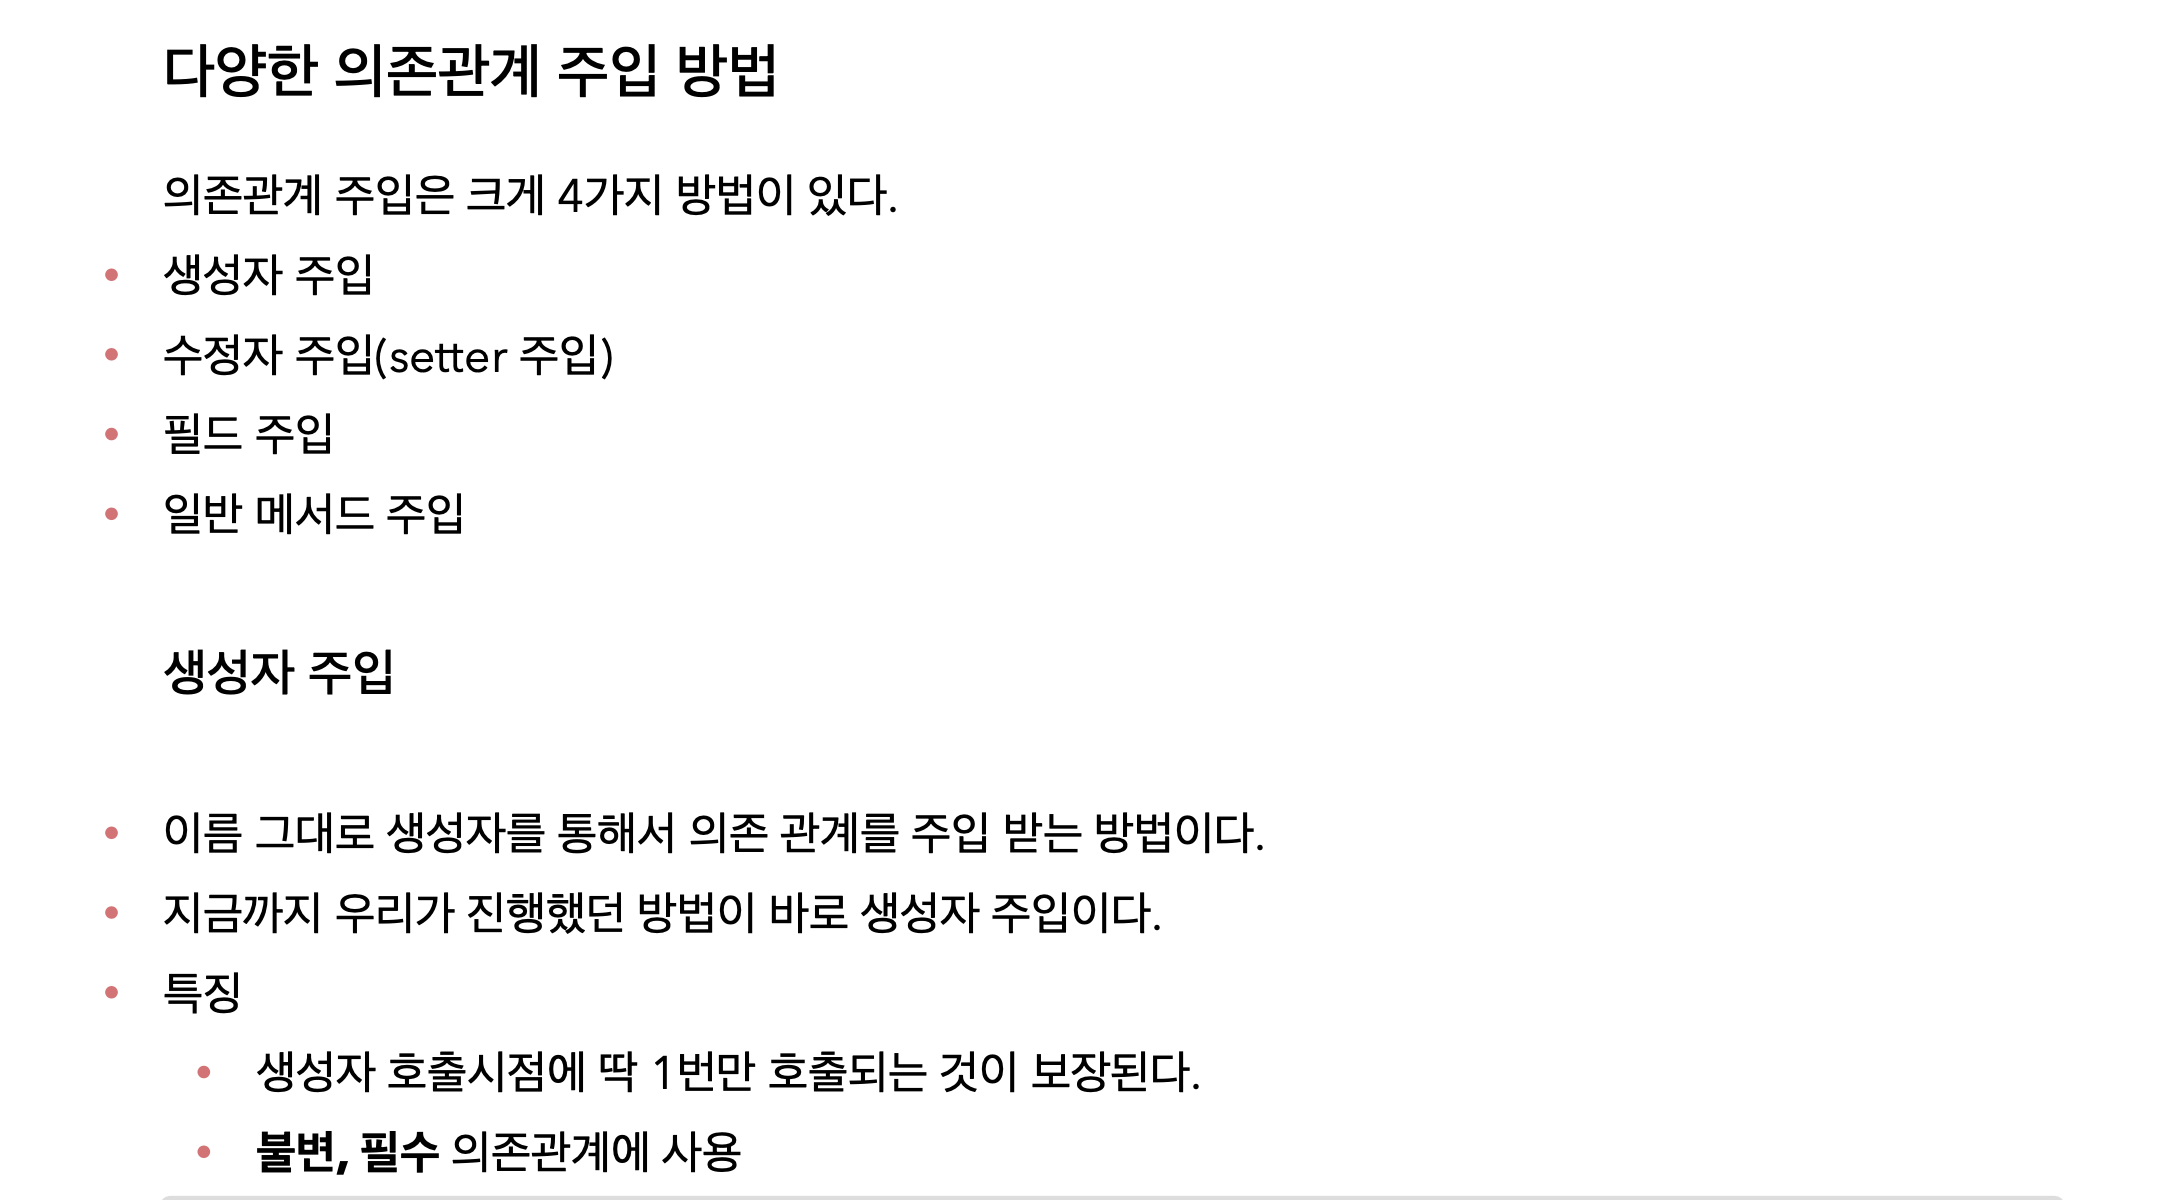 다양한 의존관계 주입 방법
의존관계 주입은 크게 4가지 방법이 있다.
생성자 주입
수정자 주입(setter 주입)
필드 주입
일반 메서드 주입
생성자 주입
이름 그대로 생성자를 통해서 의존 관계를 주입 받는 방법이다.
지금까지 우리가 진행했던 방법이 바로 생성자 주입이다.
특징
생성자 호출시점에 딱 1번만 호출되는 것이 보장된다.
불변, 필수 의존관계에 사용